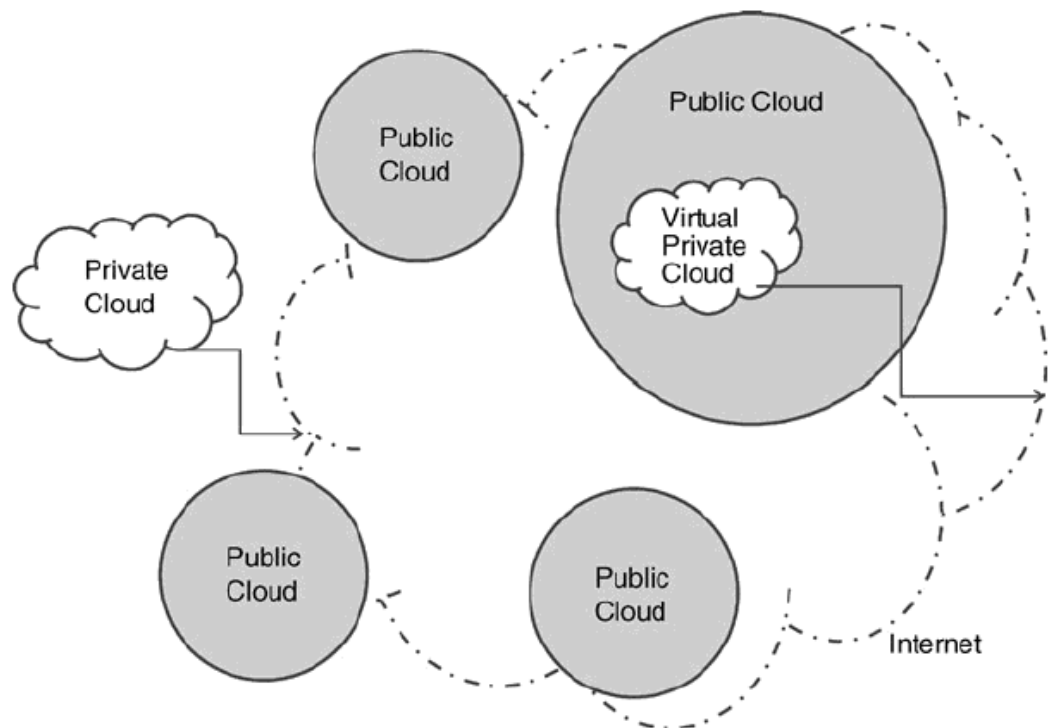 Public Cloud
Public
Cloud
Virtual
Private
Cloud
Private
Cloud
Public
Cloud
Public
Cloud
Internet